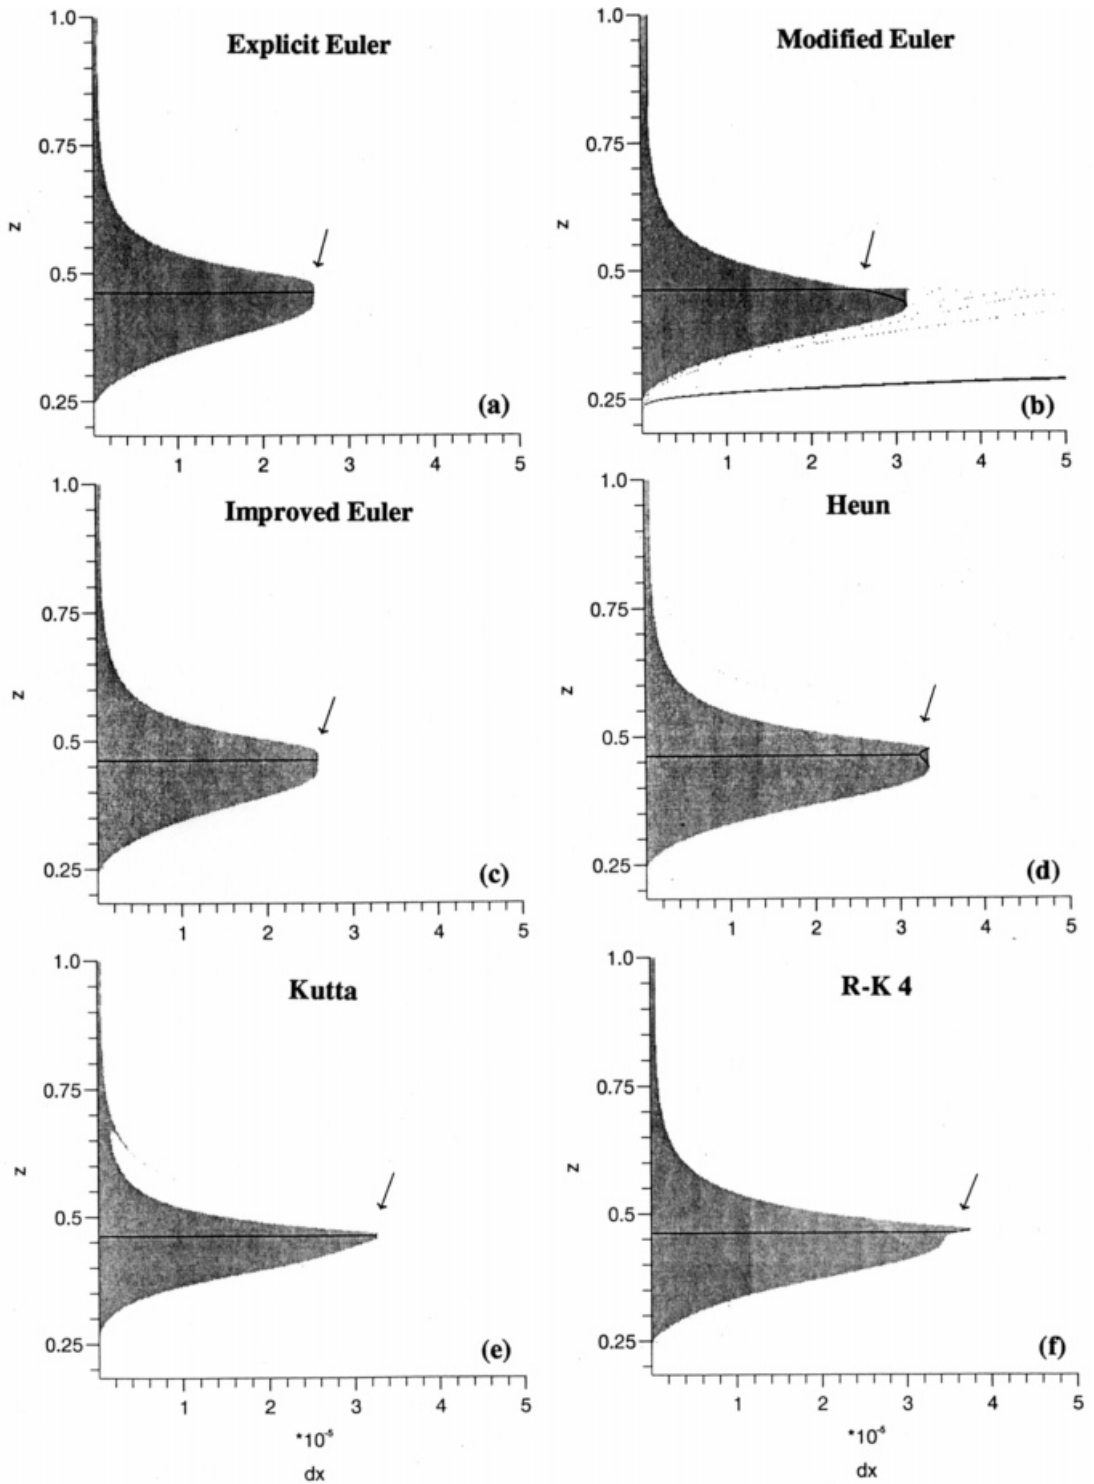 Explicit Euler
1.0
0.75
z
0.5
0.25
(a)
1 2 3 4 5
Modified Euler
1.0
0.75
z
0.5
0.25
(b)
1 2 3 4 5
Improved Euler
1.0
0.75
z
0.5
0.25
(c)
1 2 3 4 5
Heun
1.0
0.75
z
0.5
0.25
(d)
1 2 3 4 5
Kutta
1.0
0.75
z
0.5
0.25
(e)
1 2 3 4 5
*10⁻⁵
dx
R-K 4
1.0
0.75
z
0.5
0.25
(f)
1 2 3 4 5
*10⁻⁵
dx